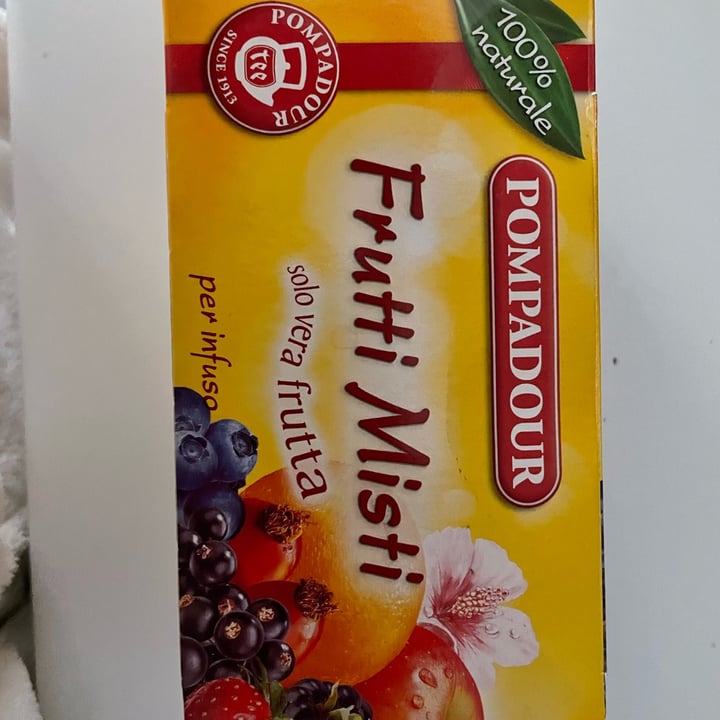 100%
naturale
POMPADOUR
SINCE 1913
tee
POMPADOUR
Frutti Misti
solo vera frutta
per infuso